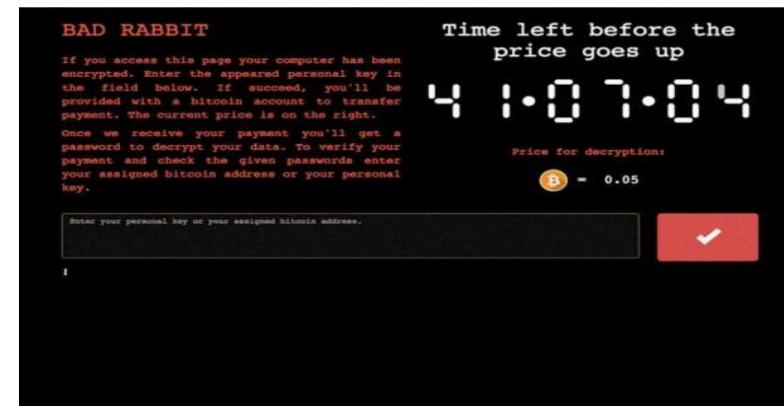 BAD RABBIT
If you access this page your computer has been
encrypted. Enter the appeared personal key in
the field below. If succeed, you'll be
provided with a bitcoin account to transfer
payment. The current price is on the right.
Once we receive your payment you'll get a
password to decrypt your data. To verify your
payment and check the given passwords enter
your assigned bitcoin address or your personal
key.
Time left before the
price goes up
41·07·04
Price for decryption:
₿ = 0.05
Enter your personal key or your assigned bitcoin address.